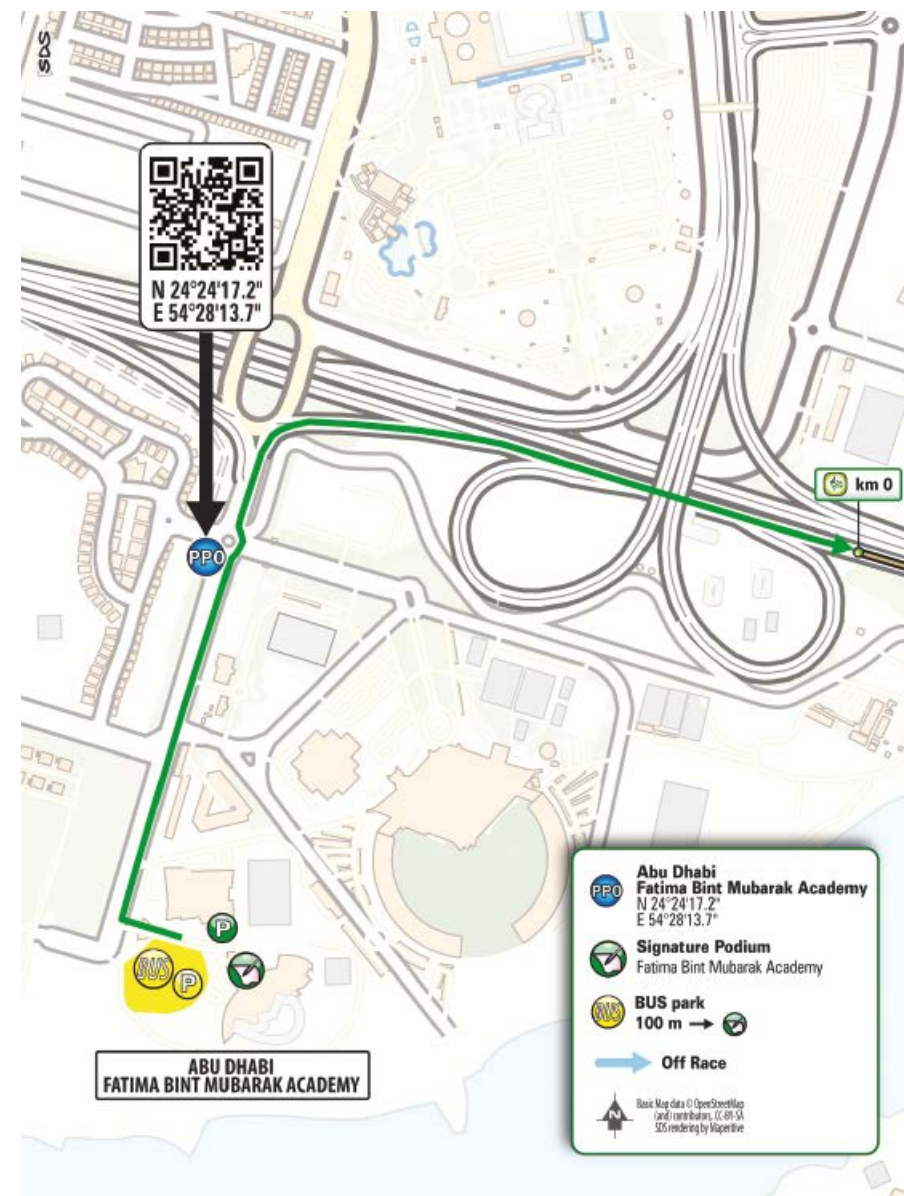 SDS
N 24°24'17.2"
E 54°28'13.7"
km 0
PPO
P
BUS
P
ABU DHABI
FATIMA BINT MUBARAK ACADEMY
PPO
Abu Dhabi
Fatima Bint Mubarak Academy
N 24°24'17.2"
E 54°28'13.7"
Signature Podium
Fatima Bint Mubarak Academy
BUS
BUS park
100 m
Off Race
N
Basic Map data © OpenStreetMap
(and) contributors, CC-BY-SA
SDS rendering by Maperitive